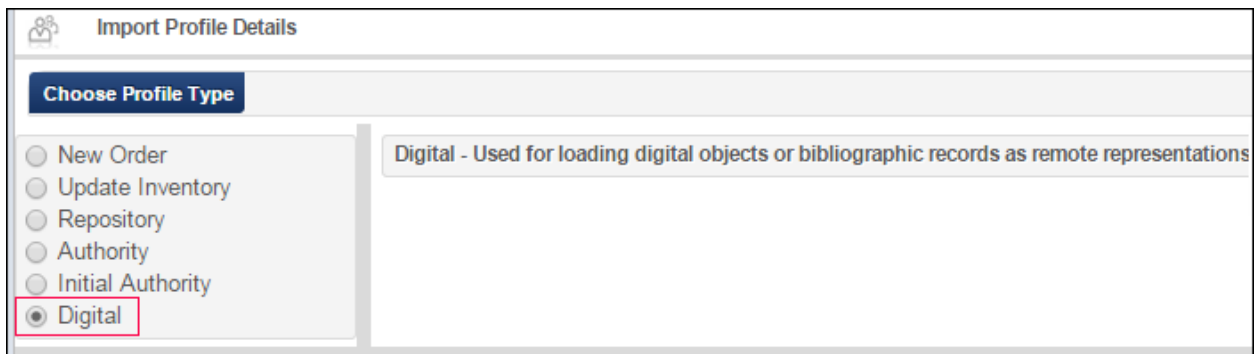 Import Profile Details
Choose Profile Type
New Order
Update Inventory
Repository
Authority
Initial Authority
Digital
Digital - Used for loading digital objects or bibliographic records as remote representations